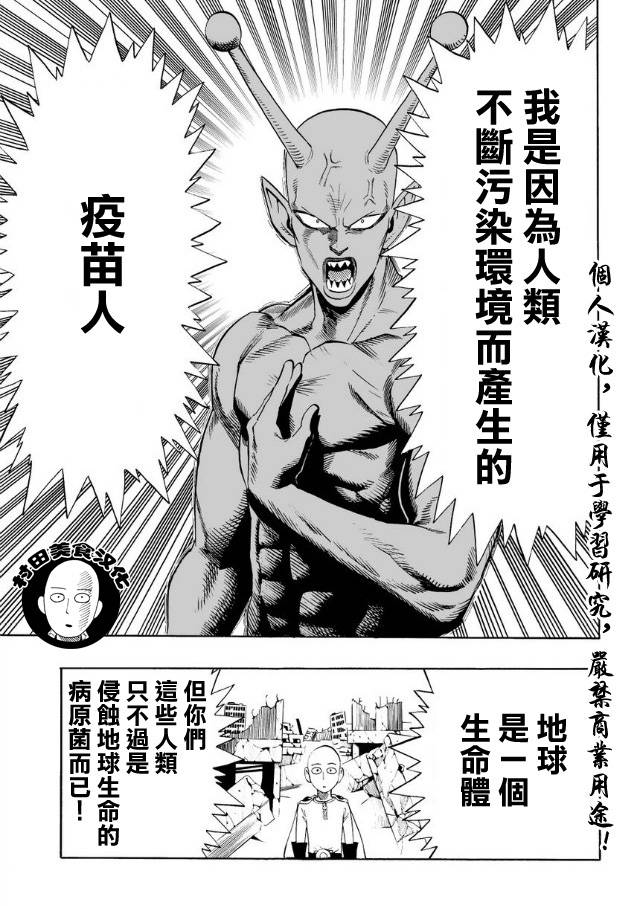 我是因為人類
不斷污染環境而產生的
疫苗人
個人漢化，僅用于學習研究，嚴禁商業用途！
村田美食汉化
地球
是一個
生命體
但你們
這些人類
只不過是
侵蝕地球生命的
病原菌而已！